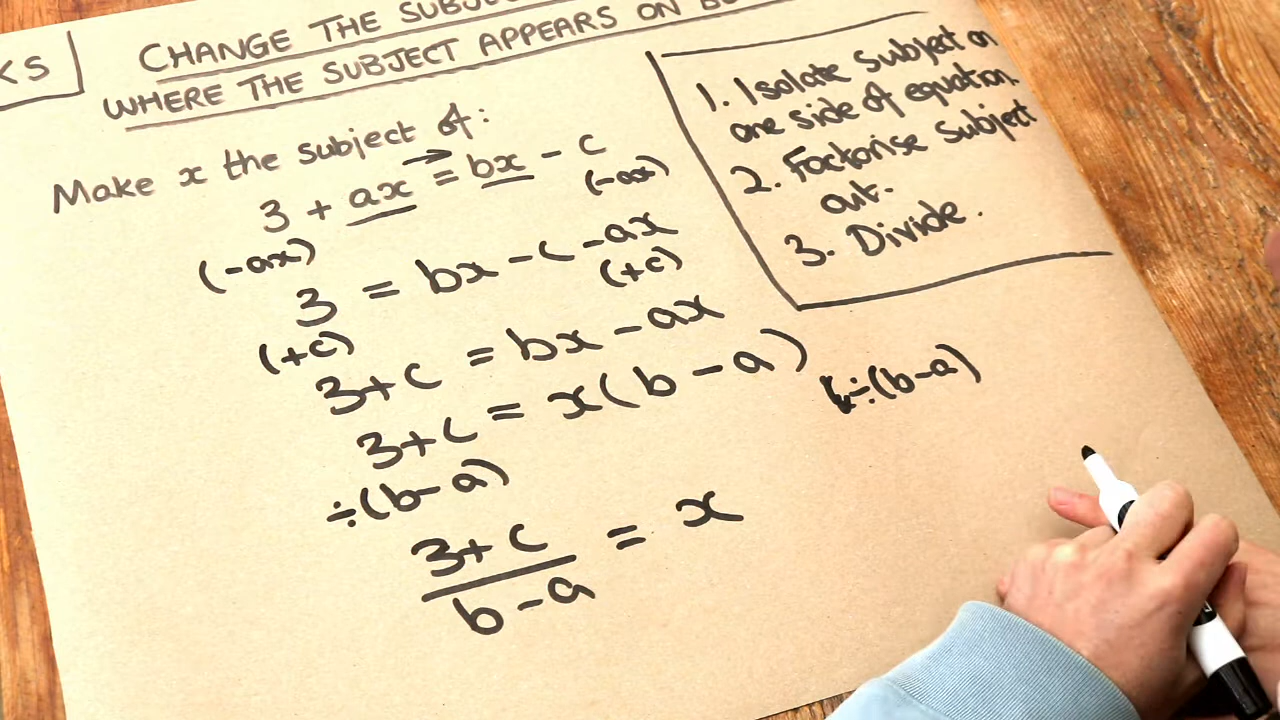 KS
CHANGE THE SUBJECT
WHERE THE SUBJECT APPEARS ON
Make x the subject of:
3 + ax = bx - c
(-ax) (-ax)
3 = bx - c - ax
(+c) (+c)
3+c = bx - ax
3+c = x(b - a)
÷(b-a) ÷(b-a)
3+c / b-a = x
1. Isolate subject on
one side of equation.
2. Factorise subject
out.
3. Divide.